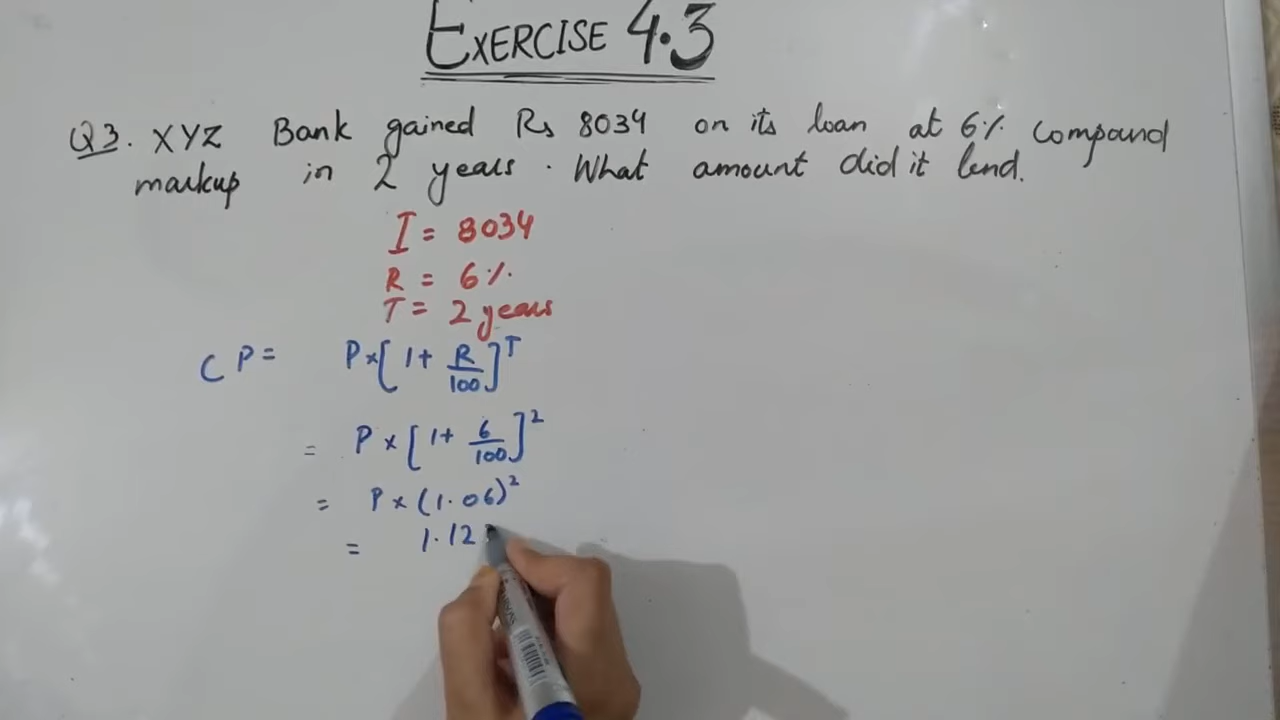 EXERCISE 4.3
Q3. XYZ Bank gained Rs 8034 on its loan at 6% compound
markup in 2 years. What amount did it lend.
I = 8034
R = 6%
T = 2 years
CP = P×[1+ R/100]^T
= P×[1+ 6/100]^2
= P×(1.06)^2
= 1.12